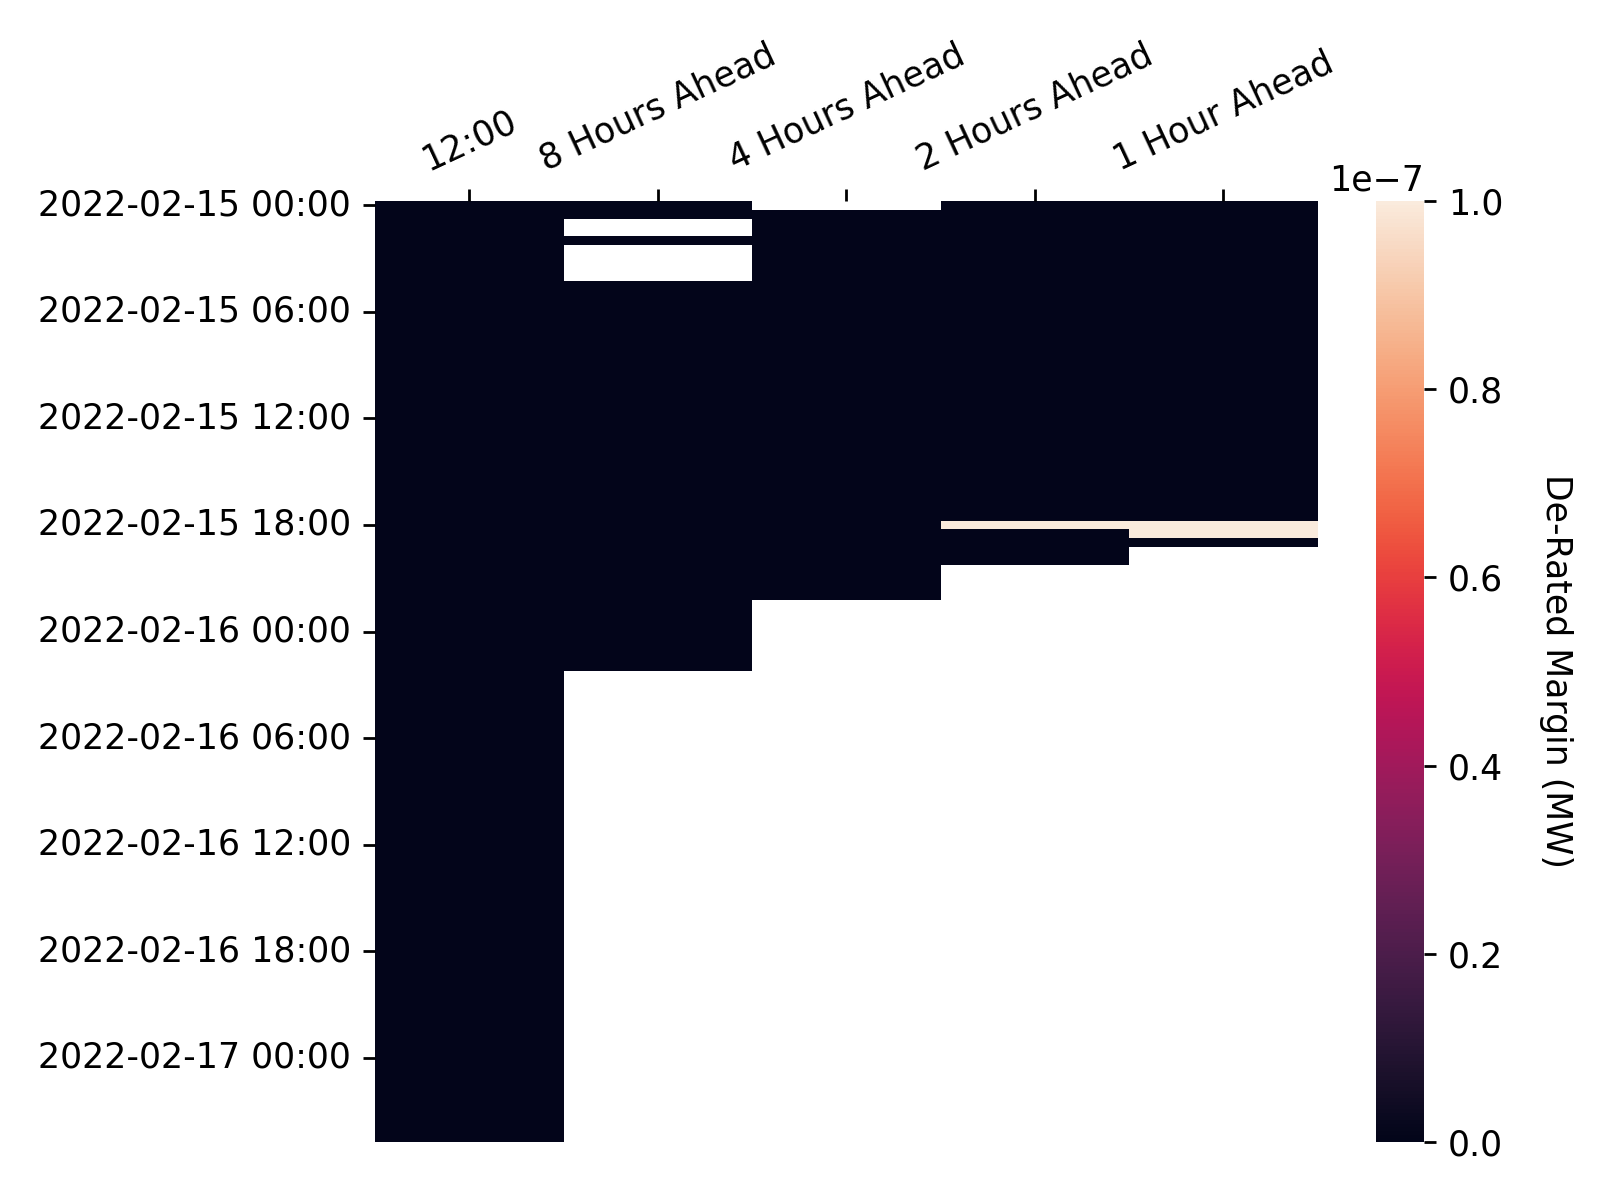 12:00
8 Hours Ahead
4 Hours Ahead
2 Hours Ahead
1 Hour Ahead
2022-02-15 00:00
2022-02-15 06:00
2022-02-15 12:00
2022-02-15 18:00
2022-02-16 00:00
2022-02-16 06:00
2022-02-16 12:00
2022-02-16 18:00
2022-02-17 00:00
1e−7
1.0
0.8
0.6
0.4
0.2
0.0
De-Rated Margin (MW)